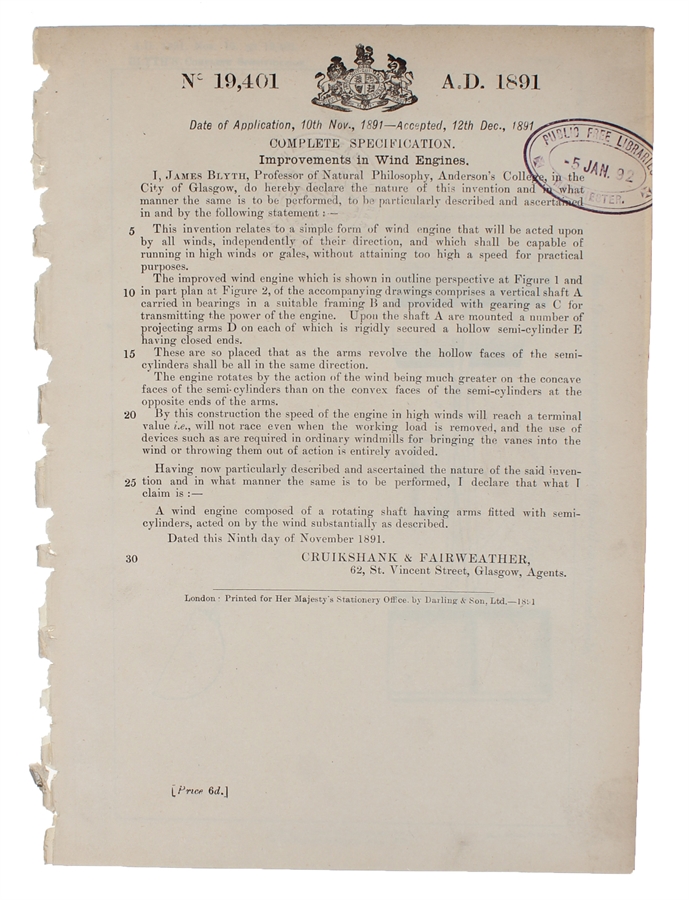 Nº 19,401 A.D. 1891
Date of Application, 10th Nov., 1891—Accepted, 12th Dec., 1891
COMPLETE SPECIFICATION.
Improvements in Wind Engines.
PUBLIC FREE LIBRARIES
-5 JAN. 92
ESTER.
I, JAMES BLYTH, Professor of Natural Philosophy, Anderson's College, in the
City of Glasgow, do hereby declare the nature of this invention and in what
manner the same is to be performed, to be particularly described and ascertained
in and by the following statement :—
5 This invention relates to a simple form of wind engine that will be acted upon
by all winds, independently of their direction, and which shall be capable of
running in high winds or gales, without attaining too high a speed for practical
purposes.
The improved wind engine which is shown in outline perspective at Figure 1 and
10 in part plan at Figure 2, of the accompanying drawings comprises a vertical shaft A
carried in bearings in a suitable framing B and provided with gearing as C for
transmitting the power of the engine. Upon the shaft A are mounted a number of
projecting arms D on each of which is rigidly secured a hollow semi-cylinder E
having closed ends.
15 These are so placed that as the arms revolve the hollow faces of the semi-
cylinders shall be all in the same direction.
The engine rotates by the action of the wind being much greater on the concave
faces of the semi-cylinders than on the convex faces of the semi-cylinders at the
opposite ends of the arms.
20 By this construction the speed of the engine in high winds will reach a terminal
value i.e., will not race even when the working load is removed, and the use of
devices such as are required in ordinary windmills for bringing the vanes into the
wind or throwing them out of action is entirely avoided.
Having now particularly described and ascertained the nature of the said inven-
25 tion and in what manner the same is to be performed, I declare that what I
claim is :—
A wind engine composed of a rotating shaft having arms fitted with semi-
cylinders, acted on by the wind substantially as described.
Dated this Ninth day of November 1891.
30 CRUIKSHANK & FAIRWEATHER,
62, St. Vincent Street, Glasgow, Agents.
London : Printed for Her Majesty's Stationery Office, by Darling & Son, Ltd.—1891
[Price 6d.]